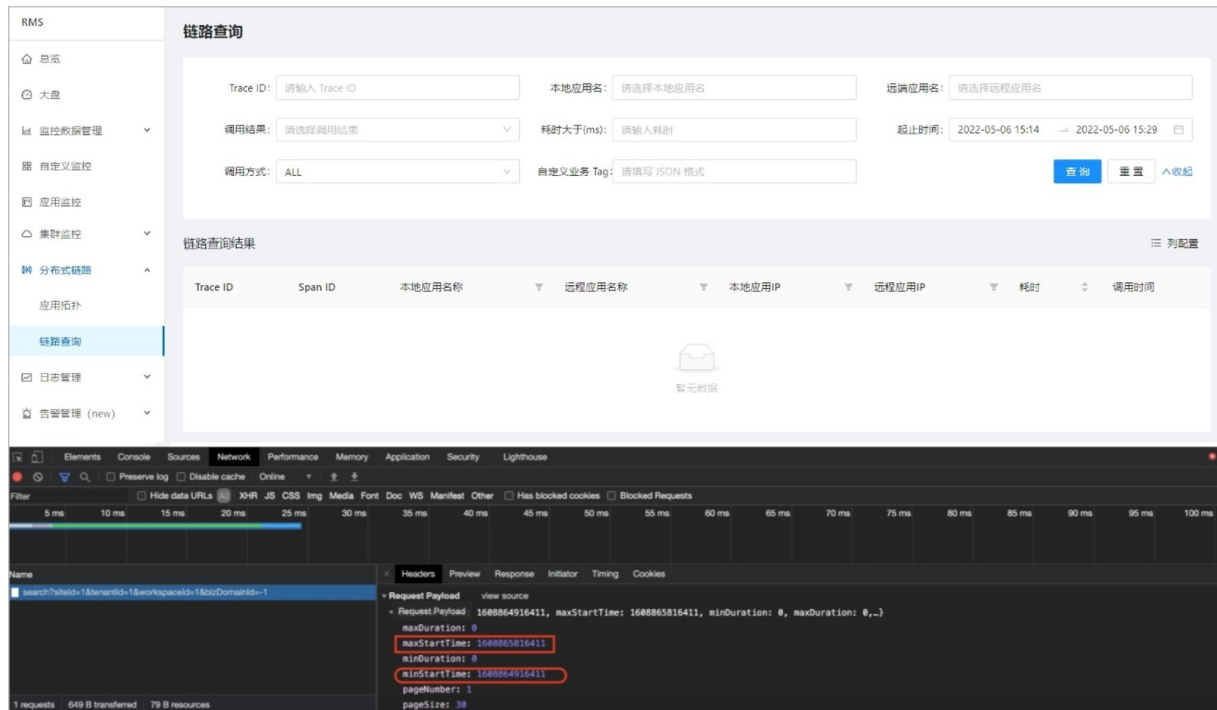 RMS
总览
大盘
监控数据管理
自定义监控
应用监控
集群监控
分布式链路
应用拓扑
链路查询
日志管理
告警管理 (new)
链路查询
Trace ID: 请输入 Trace ID 本地应用名: 请选择本地应用名 远端应用名: 请选择远程应用名
调用结果: 请选择调用结果 耗时大于(ms): 请输入耗时 起止时间: 2022-05-06 15:14 → 2022-05-06 15:29
调用方式: ALL 自定义业务 Tag: 请填写 JSON 格式 查 询 重 置 收起
链路查询结果 列配置
Trace ID Span ID 本地应用名称 远程应用名称 本地应用IP 远程应用IP 耗时 调用时间
暂无数据
Elements Console Sources Network Performance Memory Application Security Lighthouse
Preserve log Disable cache Online
Filter Hide data URLs All XHR JS CSS Img Media Font Doc WS Manifest Other Has blocked cookies Blocked Requests
5 ms 10 ms 15 ms 20 ms 25 ms 30 ms 35 ms 40 ms 45 ms 50 ms 55 ms 60 ms 65 ms 70 ms 75 ms 80 ms 85 ms 90 ms 95 ms 100 ms
Name
search?siteId=1&tenantId=1&workspaceId=1&bizDomainId=-1
1 requests 649 B transferred 79 B resources
× Headers Preview Response Initiator Timing Cookies
Request Payload view source
Request Payload : 1608864916411, maxStartTime: 1608865816411, minDuration: 0, maxDuration: 0,…}
maxDuration: 0
maxStartTime: 1608865816411
minDuration: 0
minStartTime: 1608864916411
pageNumber: 1
pageSize: 30